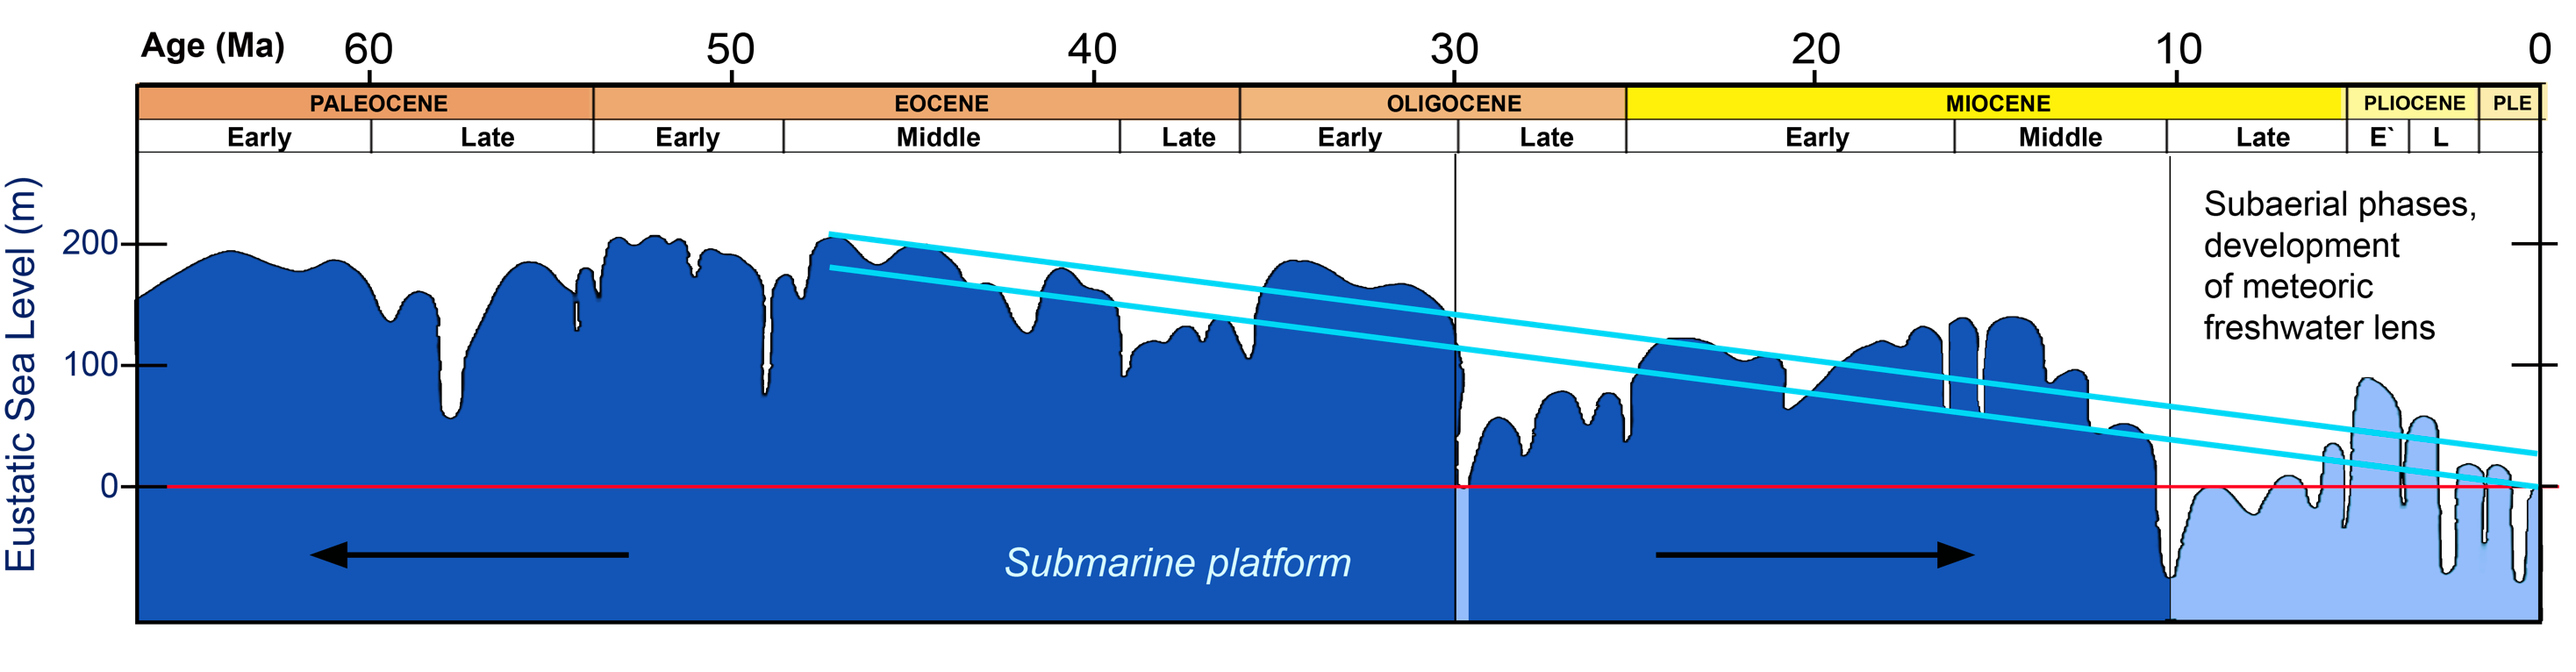 Age (Ma) 60 50 40 30 20 10 0
PALEOCENE EOCENE OLIGOCENE MIOCENE PLIOCENE PLE
Early Late Early Middle Late Early Late Early Middle Late E` L
Eustatic Sea Level (m)
200
100
0
Subaerial phases,
development
of meteoric
freshwater lens
Submarine platform